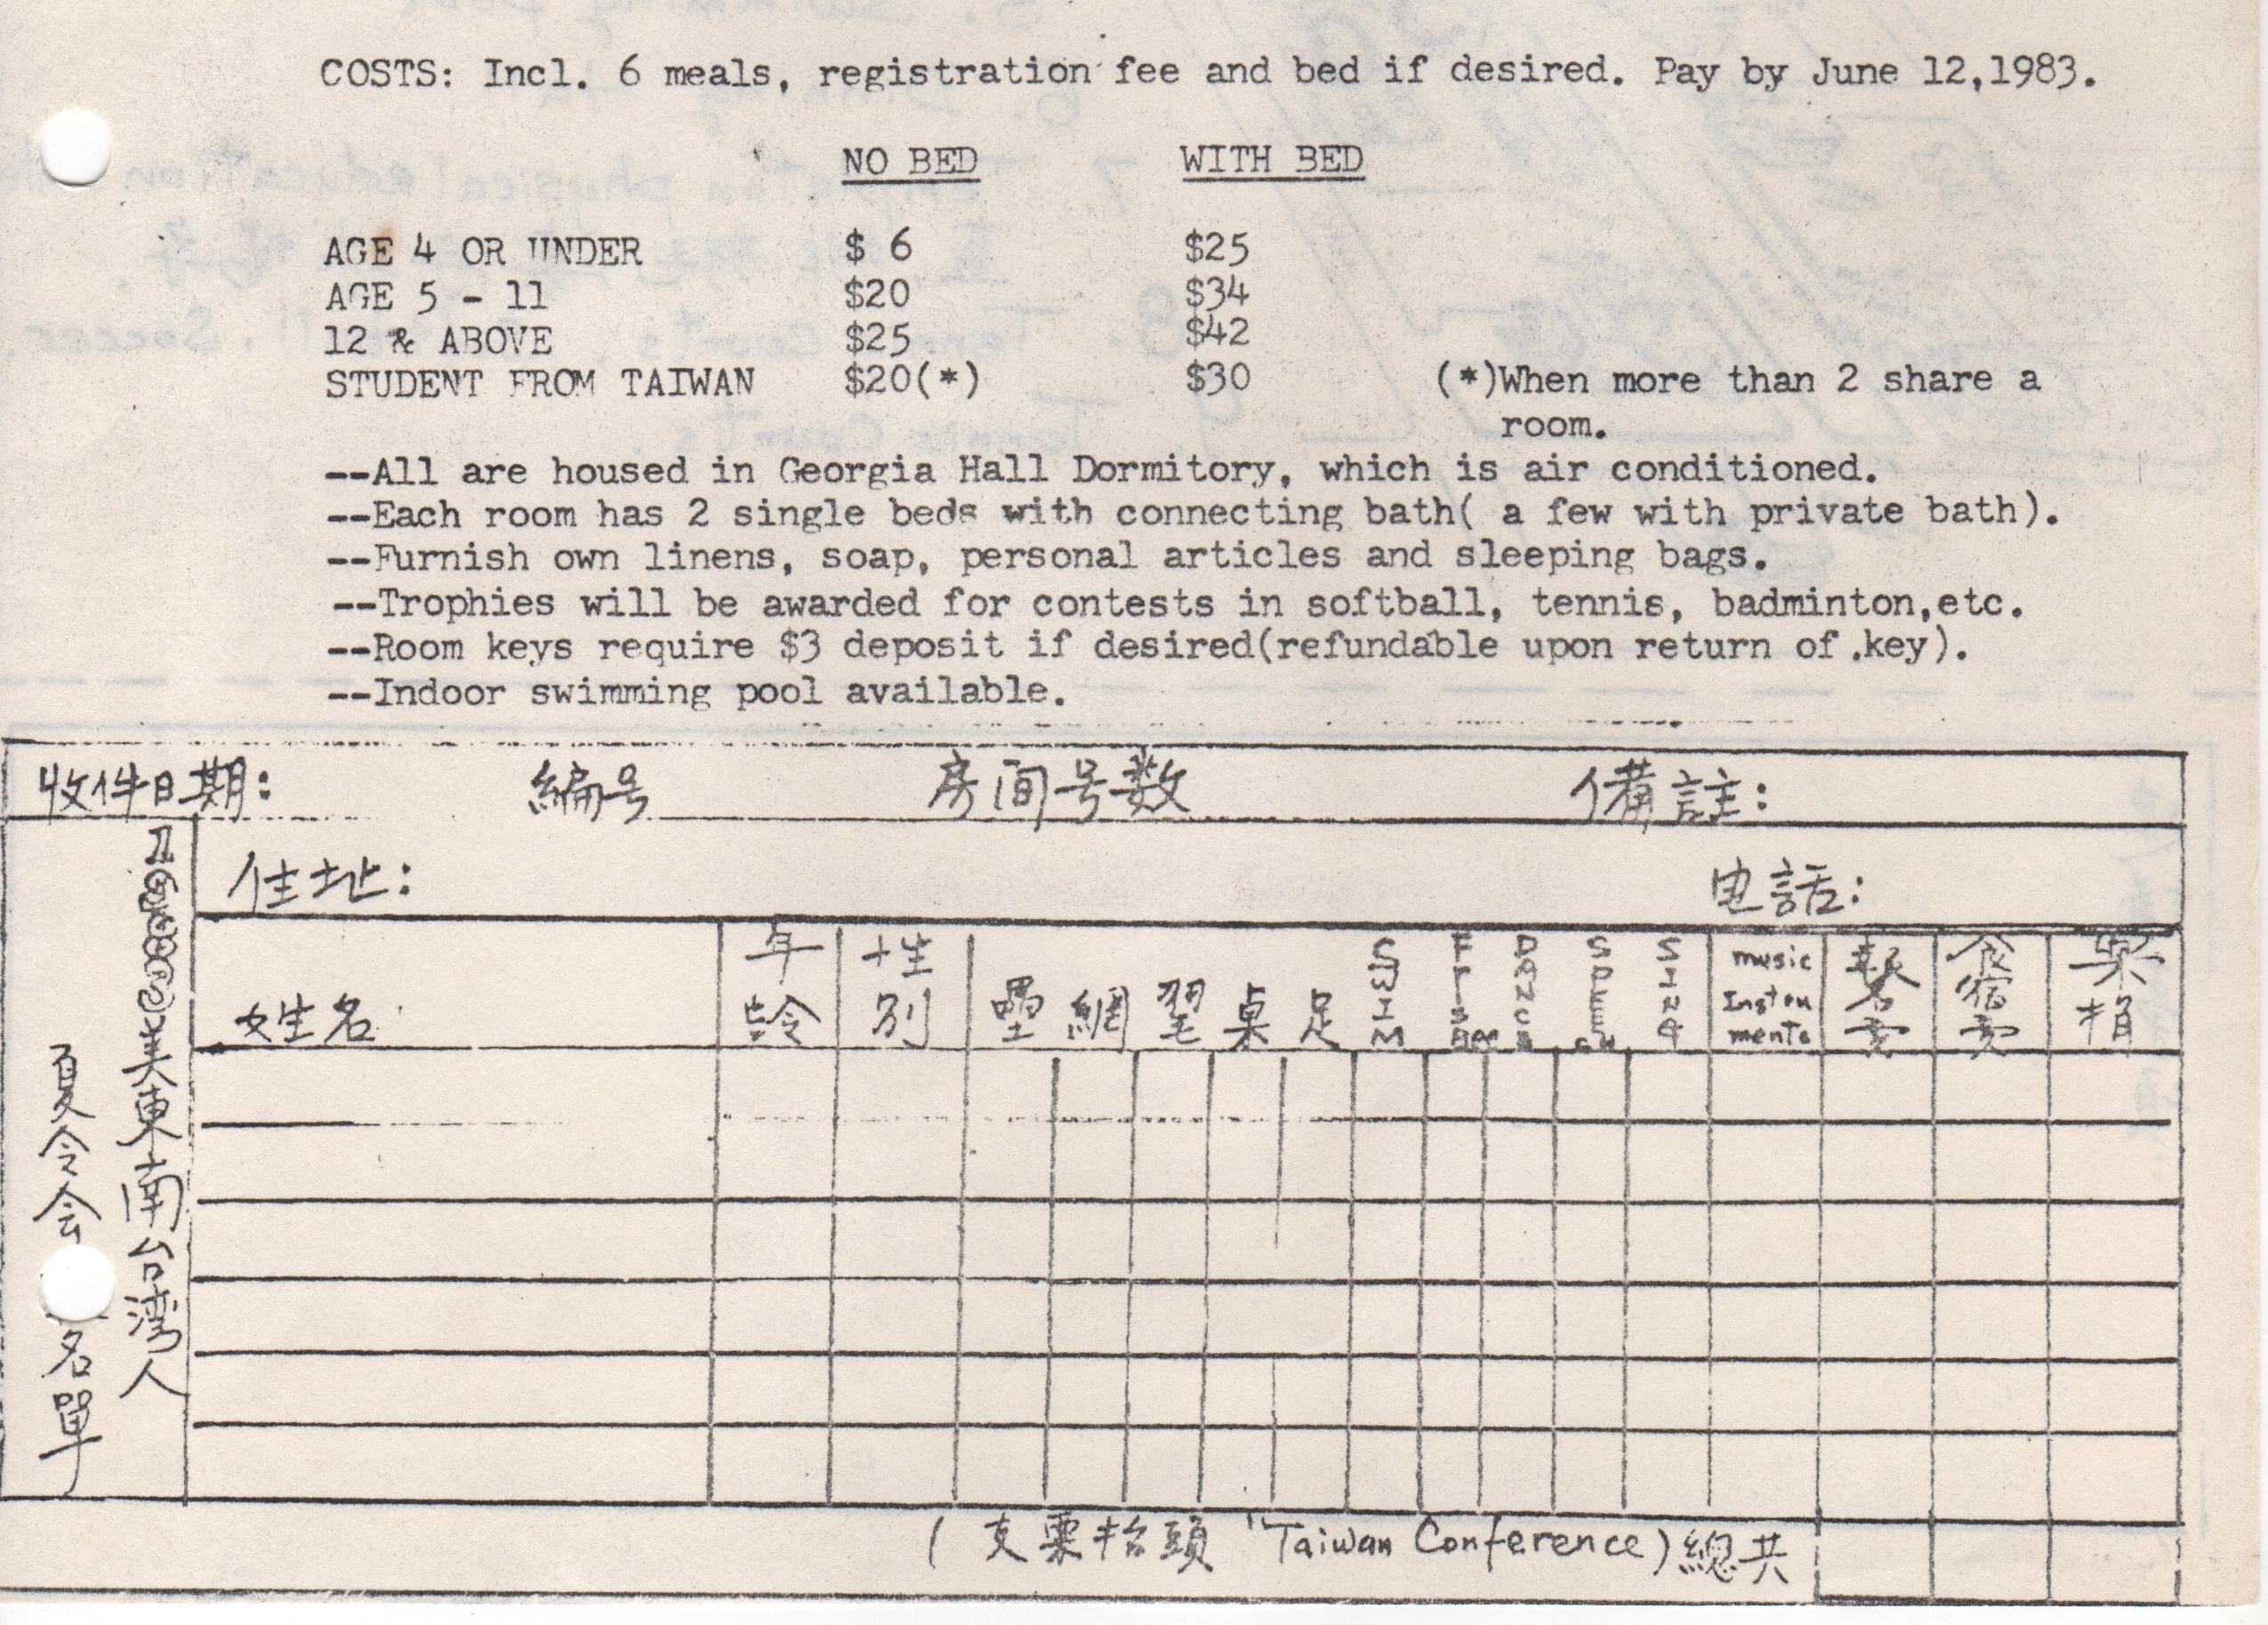 COSTS: Incl. 6 meals, registration fee and bed if desired. Pay by June 12,1983.
NO BED WITH BED
AGE 4 OR UNDER $ 6 $25
AGE 5 - 11 $20 $34
12 & ABOVE $25 $42
STUDENT FROM TAIWAN $20(*) $30 (*)When more than 2 share a
room.
--All are housed in Georgia Hall Dormitory, which is air conditioned.
--Each room has 2 single beds with connecting bath( a few with private bath).
--Furnish own linens, soap, personal articles and sleeping bags.
--Trophies will be awarded for contests in softball, tennis, badminton,etc.
--Room keys require $3 deposit if desired(refundable upon return of .key).
--Indoor swimming pool available.
收件日期: 編号 房间号数 備註:
美東南台湾人
夏令会名單
住址: 电話:
姓名
年齡
性别
壘 網 桌 足
SWIM
Frisbee
DANCE
SPEECH
SING
music
Instru
ments
報名费
食宿费
樂捐
(支票抬頭 "Taiwan Conference) 總共